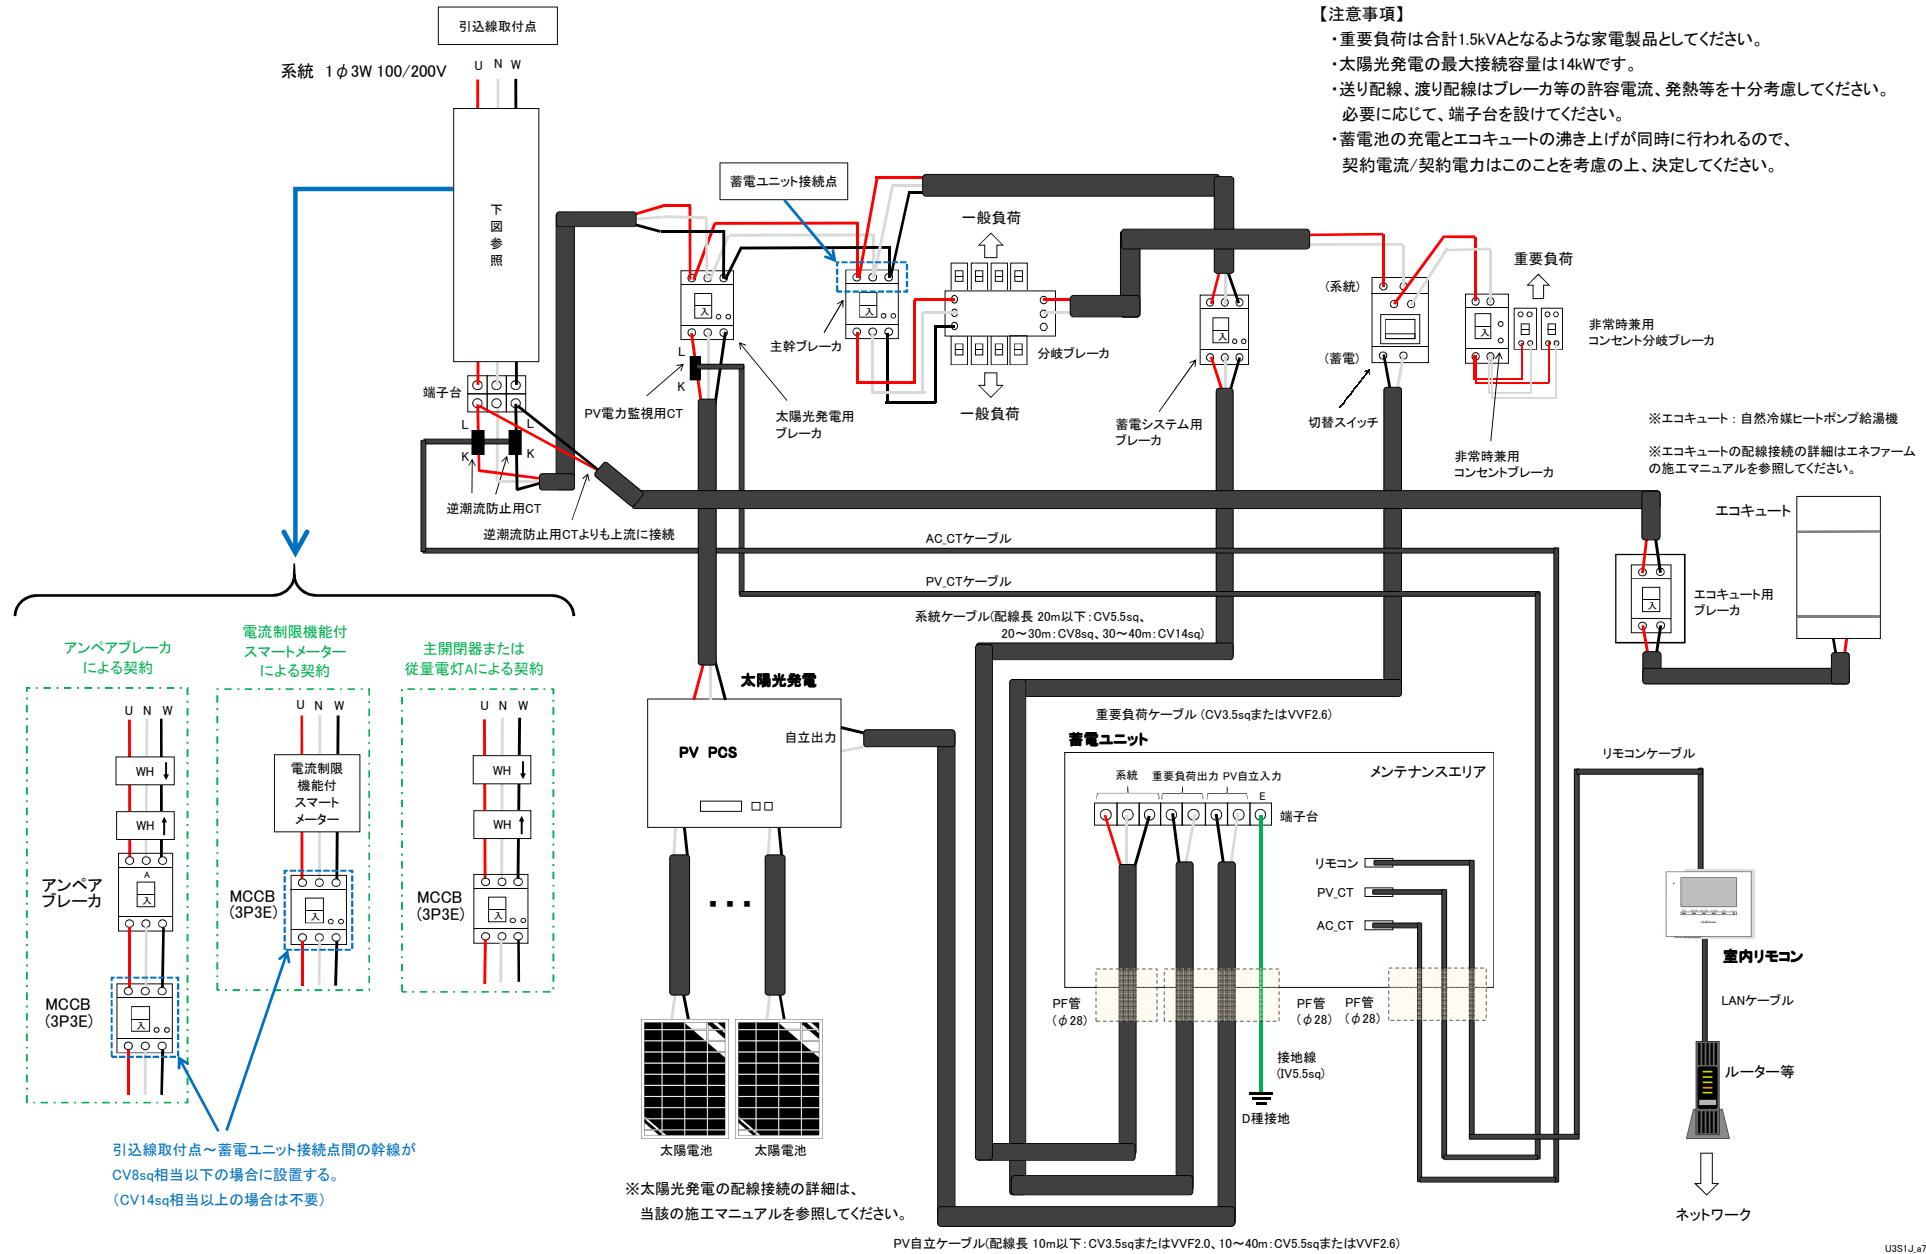 引込線取付点
系統 1φ3W 100/200V
U N W
下図参照
端子台
L
K
L
K
逆潮流防止用CT
逆潮流防止用CTよりも上流に接続
蓄電ユニット接続点
入
L
K
PV電力監視用CT
太陽光発電用
ブレーカ
入
主幹ブレーカ
一般負荷
一般負荷
分岐ブレーカ
入
蓄電システム用
ブレーカ
(系統)
(蓄電)
切替スイッチ
入
重要負荷
非常時兼用
コンセント分岐ブレーカ
非常時兼用
コンセントブレーカ
【注意事項】
・重要負荷は合計1.5kVAとなるような家電製品としてください。
・太陽光発電の最大接続容量は14kWです。
・送り配線、渡り配線はブレーカ等の許容電流、発熱等を十分考慮してください。
必要に応じて、端子台を設けてください。
・蓄電池の充電とエコキュートの沸き上げが同時に行われるので、
契約電流/契約電力はこのことを考慮の上、決定してください。
※エコキュート：自然冷媒ヒートポンプ給湯機
※エコキュートの配線接続の詳細はエネファーム
の施工マニュアルを参照してください。
エコキュート
入
エコキュート用
ブレーカ
AC_CTケーブル
PV_CTケーブル
系統ケーブル(配線長 20m以下：CV5.5sq、
20～30m：CV8sq、30～40m：CV14sq)
重要負荷ケーブル (CV3.5sqまたはVVF2.6)
アンペアブレーカ
による契約
U N W
WH
WH
A
入
アンペア
ブレーカ
MCCB
(3P3E)
入
電流制限機能付
スマートメーター
による契約
U N W
電流制限
機能付
スマート
メーター
MCCB
(3P3E)
入
主開閉器または
従量電灯Aによる契約
U N W
WH
WH
MCCB
(3P3E)
入
引込線取付点～蓄電ユニット接続点間の幹線が
CV8sq相当以下の場合に設置する。
(CV14sq相当以上の場合は不要)
太陽光発電
PV PCS
自立出力
太陽電池
太陽電池
※太陽光発電の配線接続の詳細は、
当該の施工マニュアルを参照してください。
蓄電ユニット
メンテナンスエリア
系統 重要負荷出力 PV自立入力
E
端子台
リモコン
PV_CT
AC_CT
PF管
(φ28)
PF管
(φ28)
PF管
(φ28)
接地線
(IV5.5sq)
D種接地
PV自立ケーブル(配線長 10m以下：CV3.5sqまたはVVF2.0、10～40m：CV5.5sqまたはVVF2.6)
リモコンケーブル
室内リモコン
LANケーブル
ルーター等
ネットワーク
U3S1J_a7